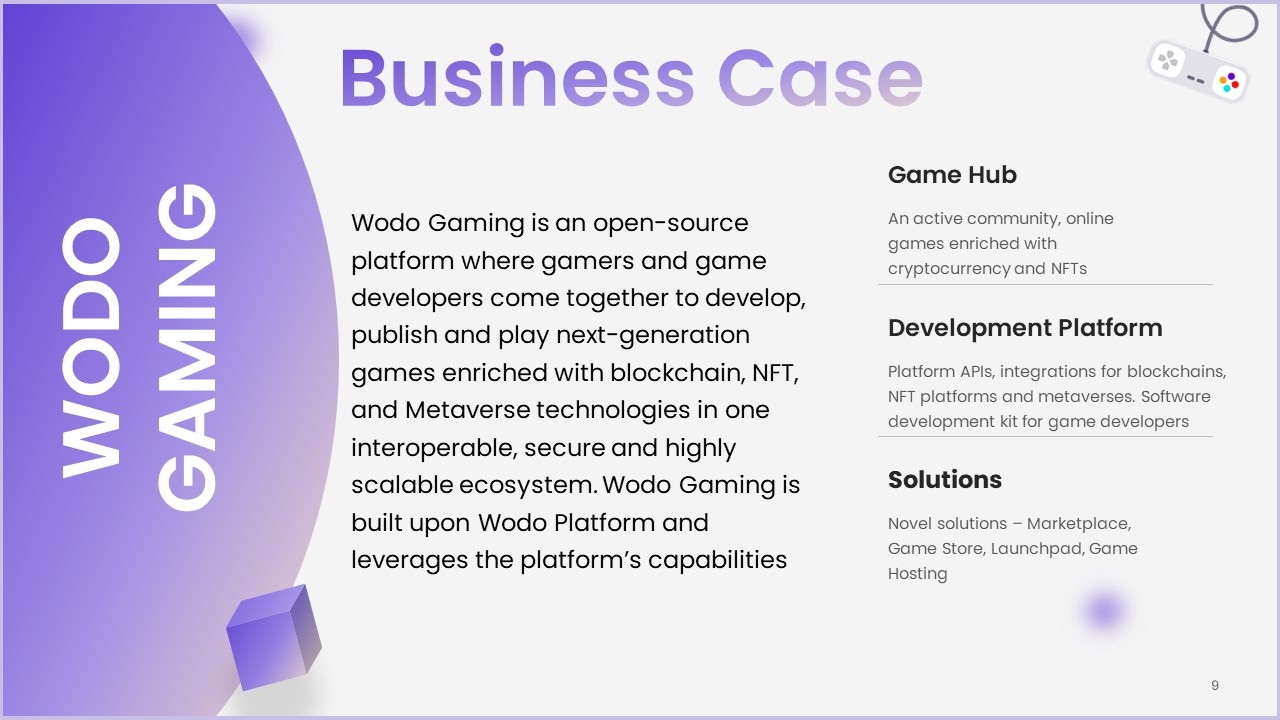 WODO
GAMING
Business Case
Wodo Gaming is an open-source
platform where gamers and game
developers come together to develop,
publish and play next-generation
games enriched with blockchain, NFT,
and Metaverse technologies in one
interoperable, secure and highly
scalable ecosystem. Wodo Gaming is
built upon Wodo Platform and
leverages the platform’s capabilities
Game Hub
An active community, online
games enriched with
cryptocurrency and NFTs
Development Platform
Platform APIs, integrations for blockchains,
NFT platforms and metaverses. Software
development kit for game developers
Solutions
Novel solutions – Marketplace,
Game Store, Launchpad, Game
Hosting
9